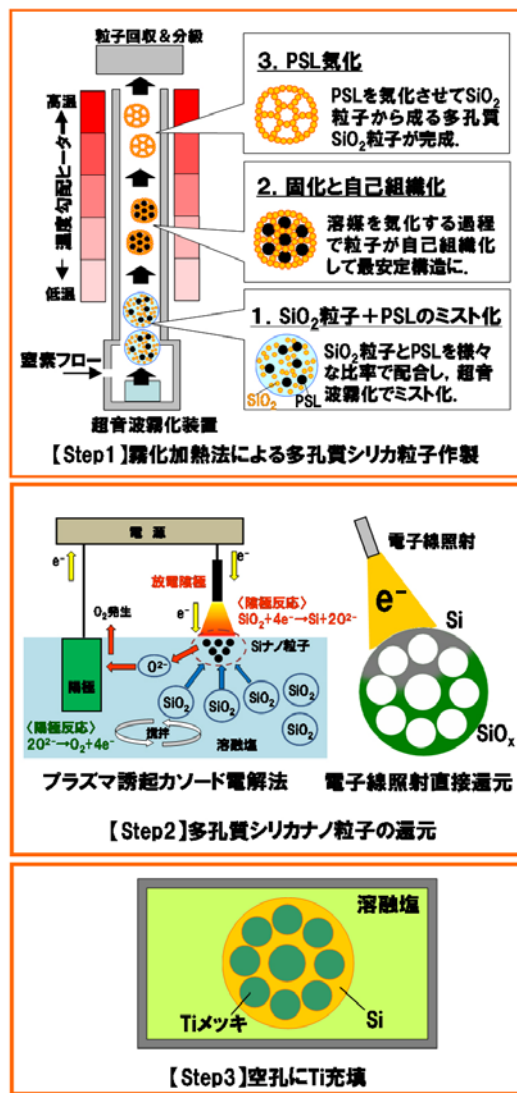 粒子回収&分級
高温
温度勾配ヒーター
低温
窒素フロー
超音波霧化装置
3. PSL気化
PSLを気化させてSiO2
粒子から成る多孔質
SiO2粒子が完成.
2. 固化と自己組織化
溶媒を気化する過程
で粒子が自己組織化
して最安定構造に.
1. SiO2粒子+PSLのミスト化
SiO2粒子とPSLを様々
な比率で配合し, 超音
波霧化でミスト化.
SiO2
PSL
【Step1】霧化加熱法による多孔質シリカ粒子作製
電源
e-
e-
放電陰極
O2発生
e-
〈陰極反応〉
SiO2+4e-→Si+2O2-
Siナノ粒子
陽極
O2-
SiO2
SiO2
SiO2
SiO2
SiO2
〈陽極反応〉
2O2-→O2+4e-
撹拌
溶融塩
プラズマ誘起カソード電解法
電子線照射
e-
Si
SiOx
電子線照射直接還元
【Step2】多孔質シリカナノ粒子の還元
溶融塩
Tiメッキ
Si
【Step3】空孔にTi充填